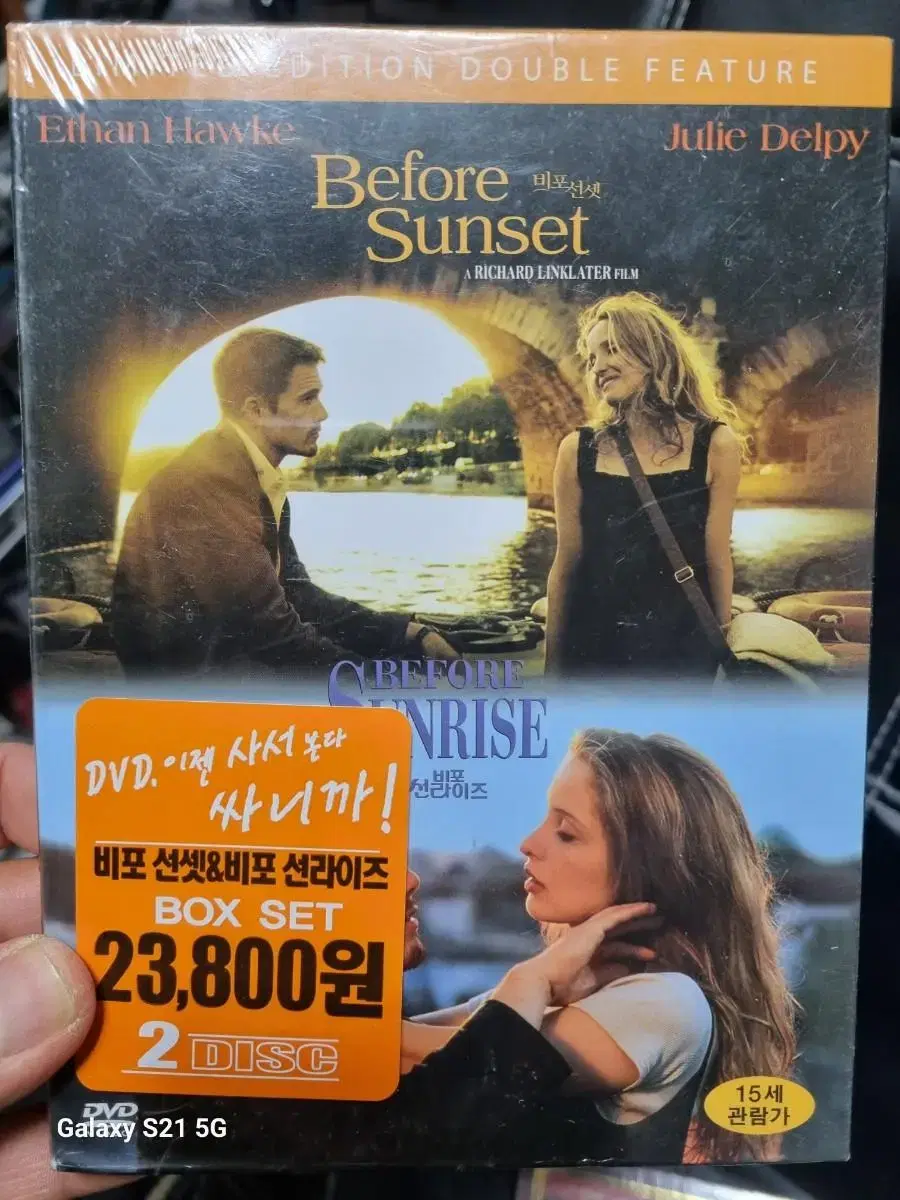 LIMITED EDITION DOUBLE FEATURE
Ethan Hawke
Julie Delpy
Before
비포선셋
Sunset
A RICHARD LINKLATER FILM
BEFORE
SUNRISE
비포
선라이즈
DVD. 이젠 사서 본다
싸니까!
비포 선셋&비포 선라이즈
BOX SET
23,800원
2 DISC
15세
관람가
DVD
Galaxy S21 5G